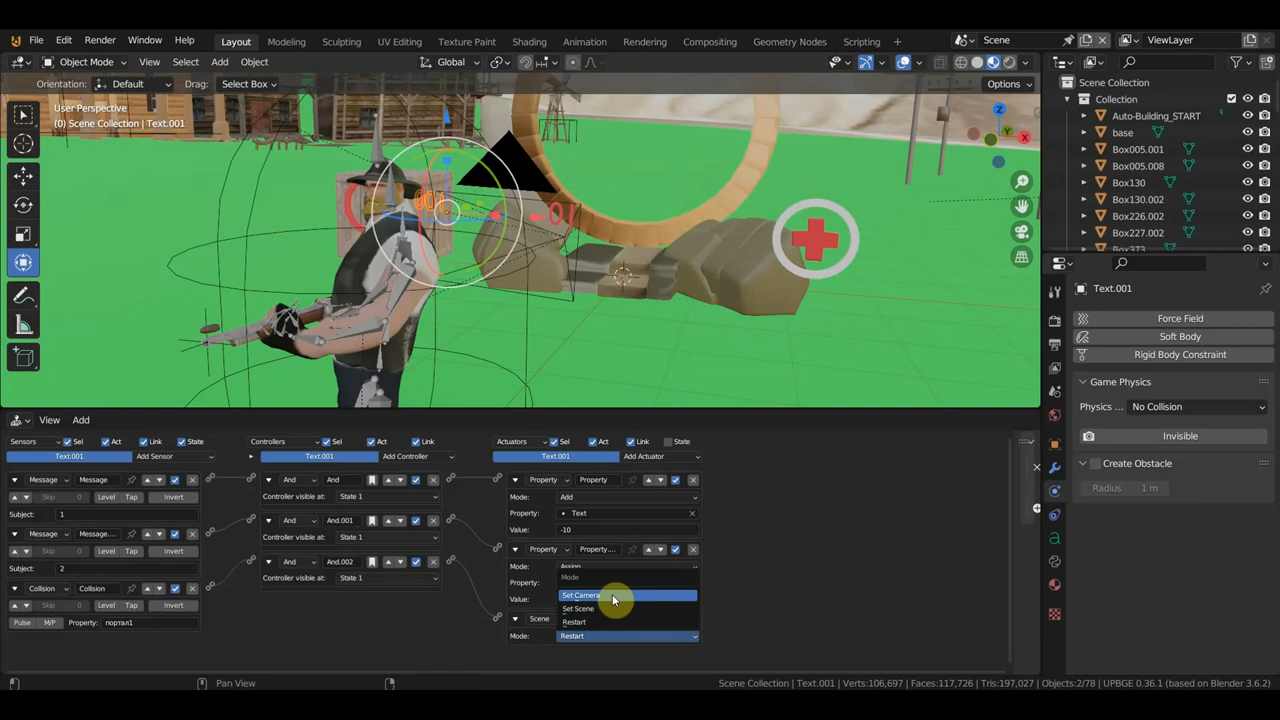 File Edit Render Window Help Layout Modeling Sculpting UV Editing Texture Paint Shading Animation Rendering Compositing Geometry Nodes Scripting + Scene ViewLayer
Object Mode View Select Add Object Global
Orientation: Default Drag: Select Box Options
User Perspective
(0) Scene Collection | Text.001
Z
Y
X
Scene Collection
Collection
Auto-Building_START
base
Box005.001
Box005.008
Box130
Box130.002
Box226.002
Box227.002
Box373
Text.001
Force Field
Soft Body
Rigid Body Constraint
Game Physics
Physics ... No Collision
Invisible
Create Obstacle
Radius 1 m
View Add
Sensors Sel Act Link State Controllers Sel Act Link Actuators Sel Act Link State
Text.001 Add Sensor Text.001 Add Controller Text.001 Add Actuator
Message Message And And Property Property
Skip 0 Level Tap Invert Controller visible at: State 1 Mode: Add
Subject: 1 Property: Text
Value: -10
Message Message.... And And.001 Property Property....
Skip 0 Level Tap Invert Controller visible at: State 1 Mode: Assign
Subject: 2 Mode
Property:
Collision Collision And And.002 Value: Set Camera
Skip 0 Level Tap Invert Controller visible at: State 1 Set Scene
Pulse M/P Property: портал1 Scene Restart
Mode: Restart
Pan View Scene Collection | Text.001 | Verts:106,697 | Faces:117,726 | Tris:197,027 | Objects:2/78 | UPBGE 0.36.1 (based on Blender 3.6.2)